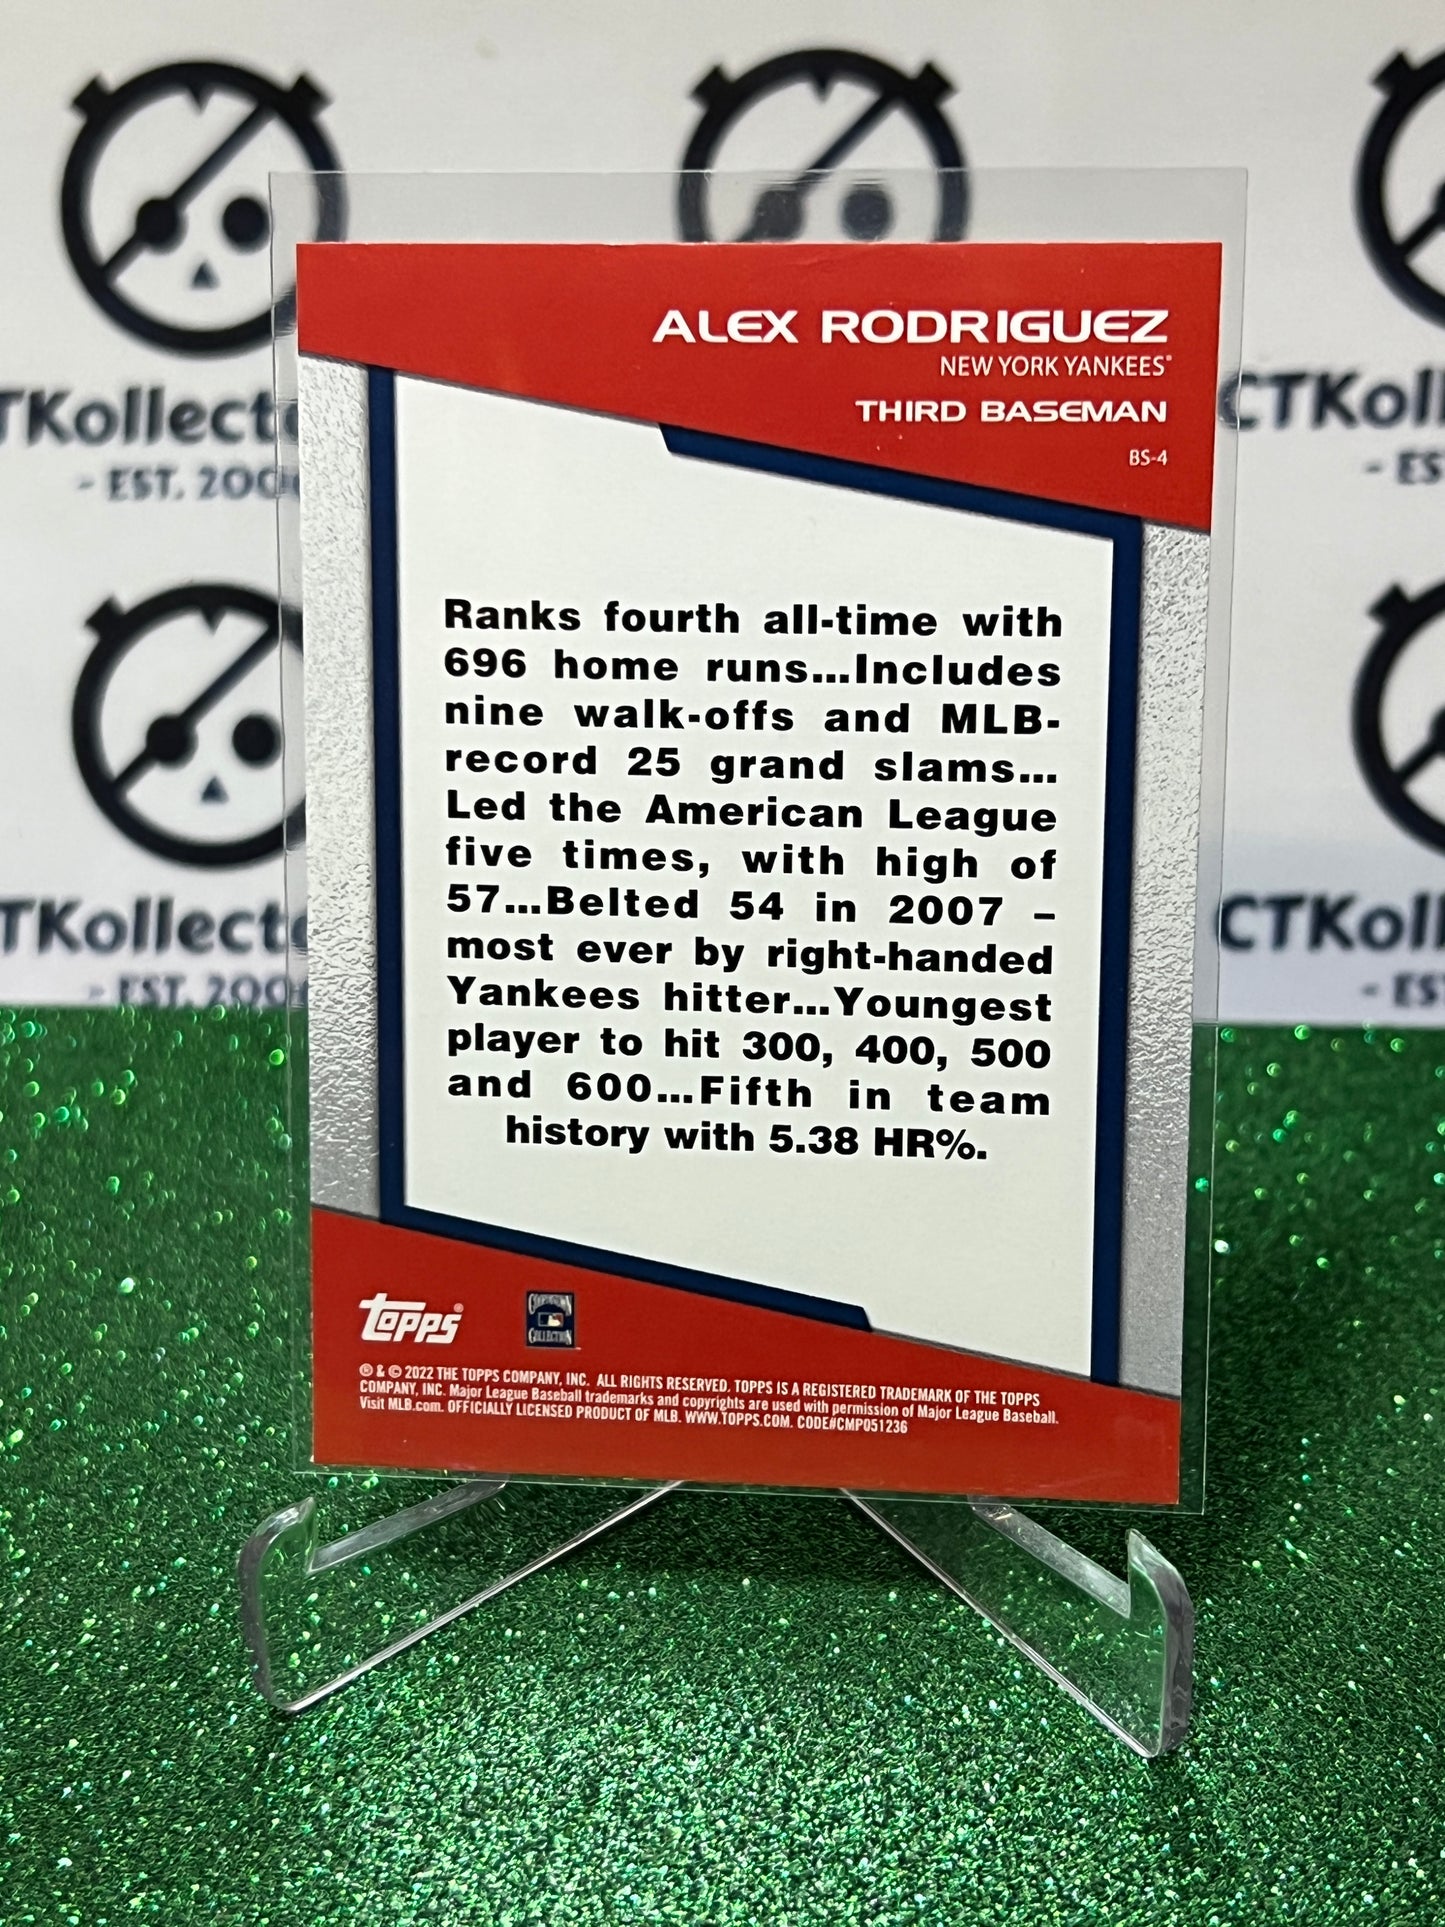 TKollect
- EST. 200
CTKoll
- ES
ALEX RODRIGUEZ
NEW YORK YANKEES®
THIRD BASEMAN
BS-4
Ranks fourth all-time with
696 home runs...Includes
nine walk-offs and MLB-
record 25 grand slams...
Led the American League
five times, with high of
57...Belted 54 in 2007 –
most ever by right-handed
Yankees hitter...Youngest
player to hit 300, 400, 500
and 600...Fifth in team
history with 5.38 HR%.
TKollect
- EST. 200
CTKoll
- ES
topps®
COOPERSTOWN
COLLECTION
® & © 2022 THE TOPPS COMPANY, INC. ALL RIGHTS RESERVED. TOPPS IS A REGISTERED TRADEMARK OF THE TOPPS
COMPANY, INC. Major League Baseball trademarks and copyrights are used with permission of Major League Baseball.
Visit MLB.com. OFFICIALLY LICENSED PRODUCT OF MLB. WWW.TOPPS.COM. CODE#CMP051236